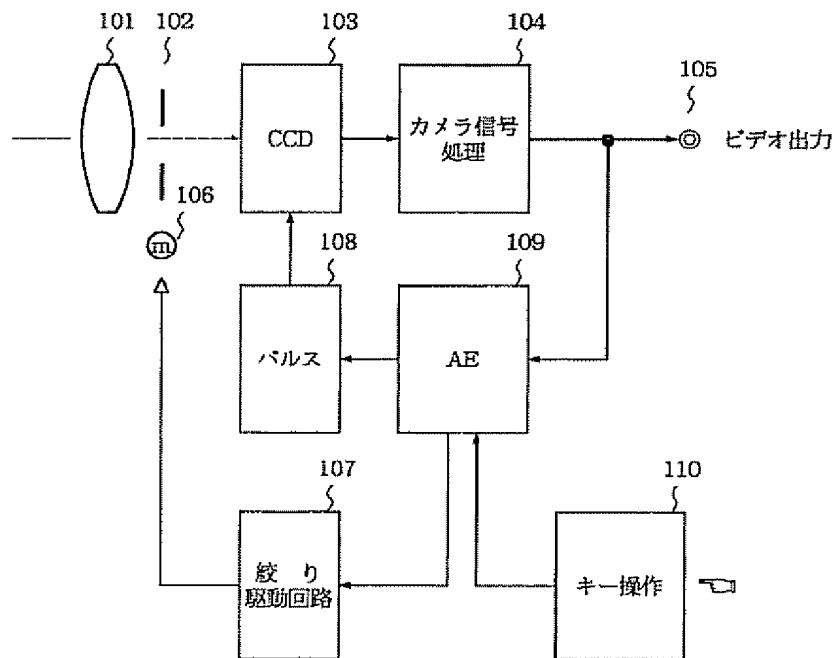 101
102
103
104
105
CCD
カメラ信号
処理
ビデオ出力
106
m
108
109
パルス
AE
107
110
絞り
駆動回路
キー操作